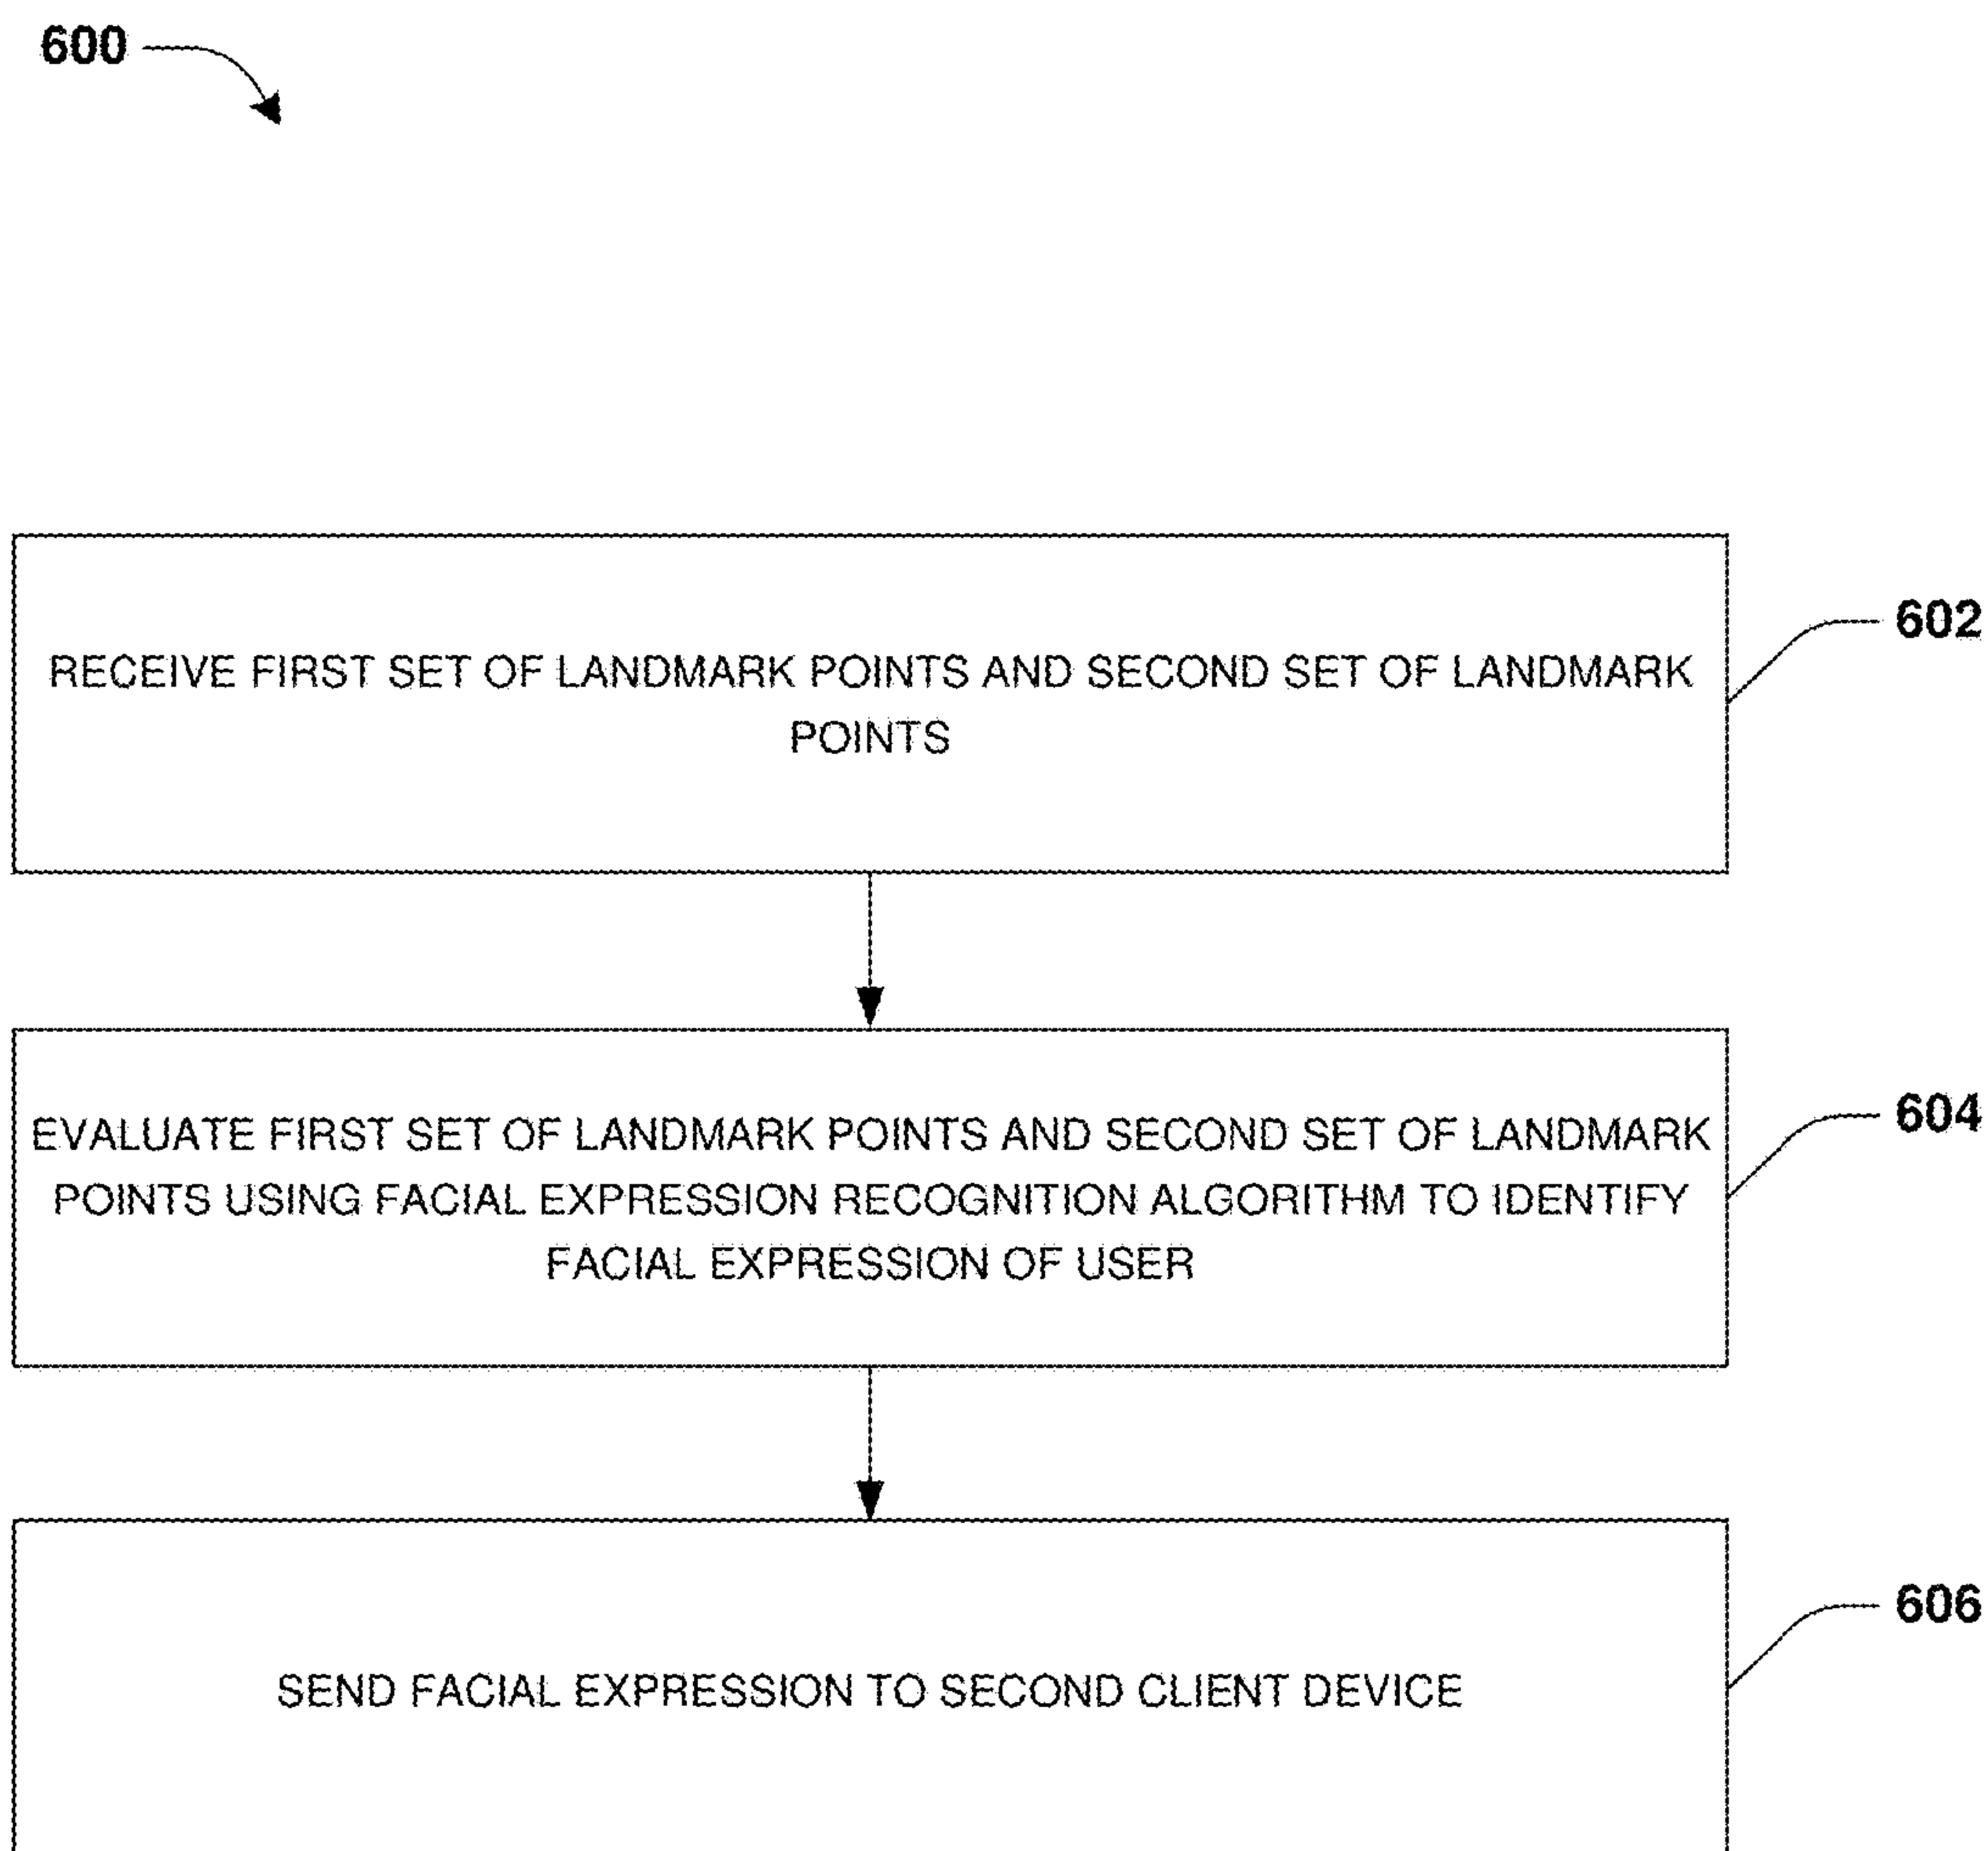 600
602
RECEIVE FIRST SET OF LANDMARK POINTS AND SECOND SET OF LANDMARK
POINTS
604
EVALUATE FIRST SET OF LANDMARK POINTS AND SECOND SET OF LANDMARK
POINTS USING FACIAL EXPRESSION RECOGNITION ALGORITHM TO IDENTIFY
FACIAL EXPRESSION OF USER
606
SEND FACIAL EXPRESSION TO SECOND CLIENT DEVICE